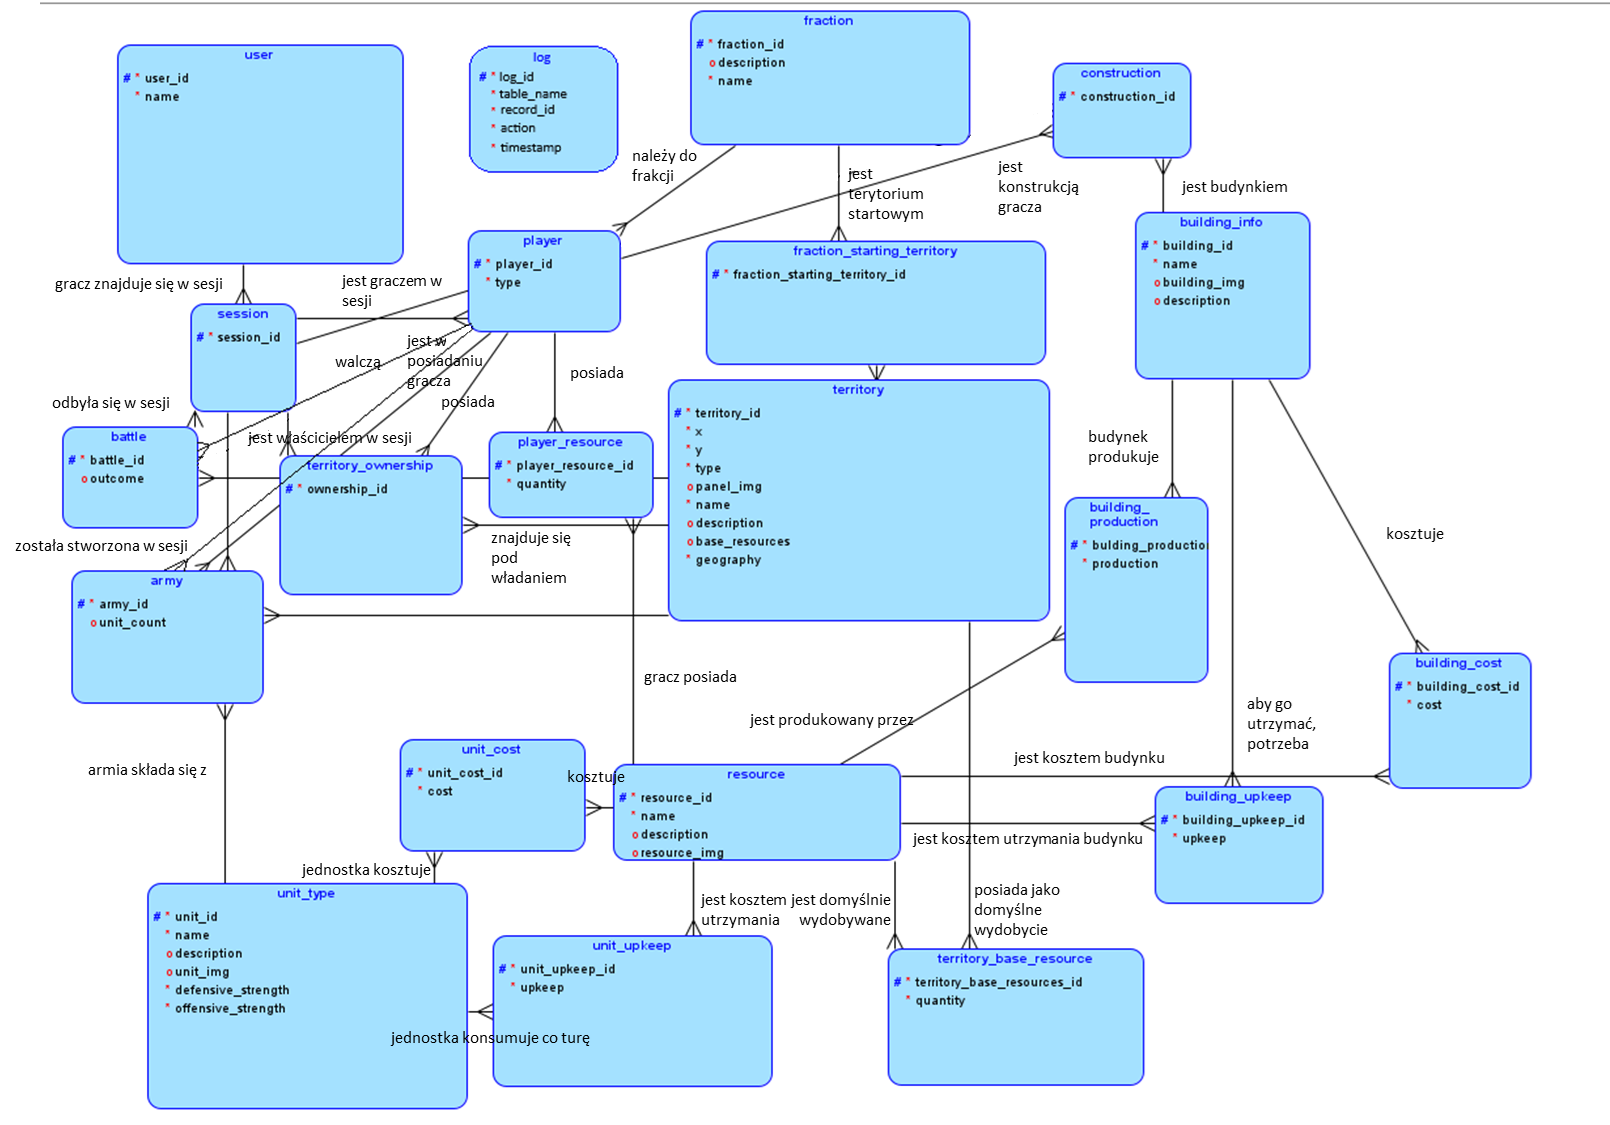 fraction
# * fraction_id
o description
* name
user
# * user_id
* name
log
# * log_id
* table_name
* record_id
* action
* timestamp
construction
# * construction_id
należy do
frakcji
jest
terytorium
startowym
jest
konstrukcją
gracza
jest budynkiem
player
# * player_id
* type
fraction_starting_territory
# * fraction_starting_territory_id
building_info
# * building_id
* name
o building_img
o description
gracz znajduje się w sesji
jest graczem w
sesji
session
# * session_id
walczą
jest w
posiadaniu
gracza
posiada
posiada
odbyła się w sesji
jest właścicielem w sesji
battle
# * battle_id
o outcome
territory_ownership
# * ownership_id
player_resource
# * player_resource_id
* quantity
territory
# * territory_id
* x
* y
* type
o panel_img
* name
o description
o base_resources
* geography
budynek
produkuje
building_
production
# * bulding_productio
* production
kosztuje
została stworzona w sesji
znajduje się
pod
władaniem
army
# * army_id
o unit_count
gracz posiada
jest produkowany przez
building_cost
# * building_cost_id
* cost
aby go
utrzymać,
potrzeba
armia składa się z
unit_cost
# * unit_cost_id
* cost
kosztuje
resource
# * resource_id
* name
o description
o resource_img
jest kosztem budynku
building_upkeep
# * building_upkeep_id
* upkeep
jest kosztem utrzymania budynku
jednostka kosztuje
unit_type
# * unit_id
* name
o description
o unit_img
* defensive_strength
* offensive_strength
jest kosztem
utrzymania
jest domyślnie
wydobywane
posiada jako
domyślne
wydobycie
unit_upkeep
# * unit_upkeep_id
* upkeep
jednostka konsumuje co turę
territory_base_resource
# * territory_base_resources_id
* quantity